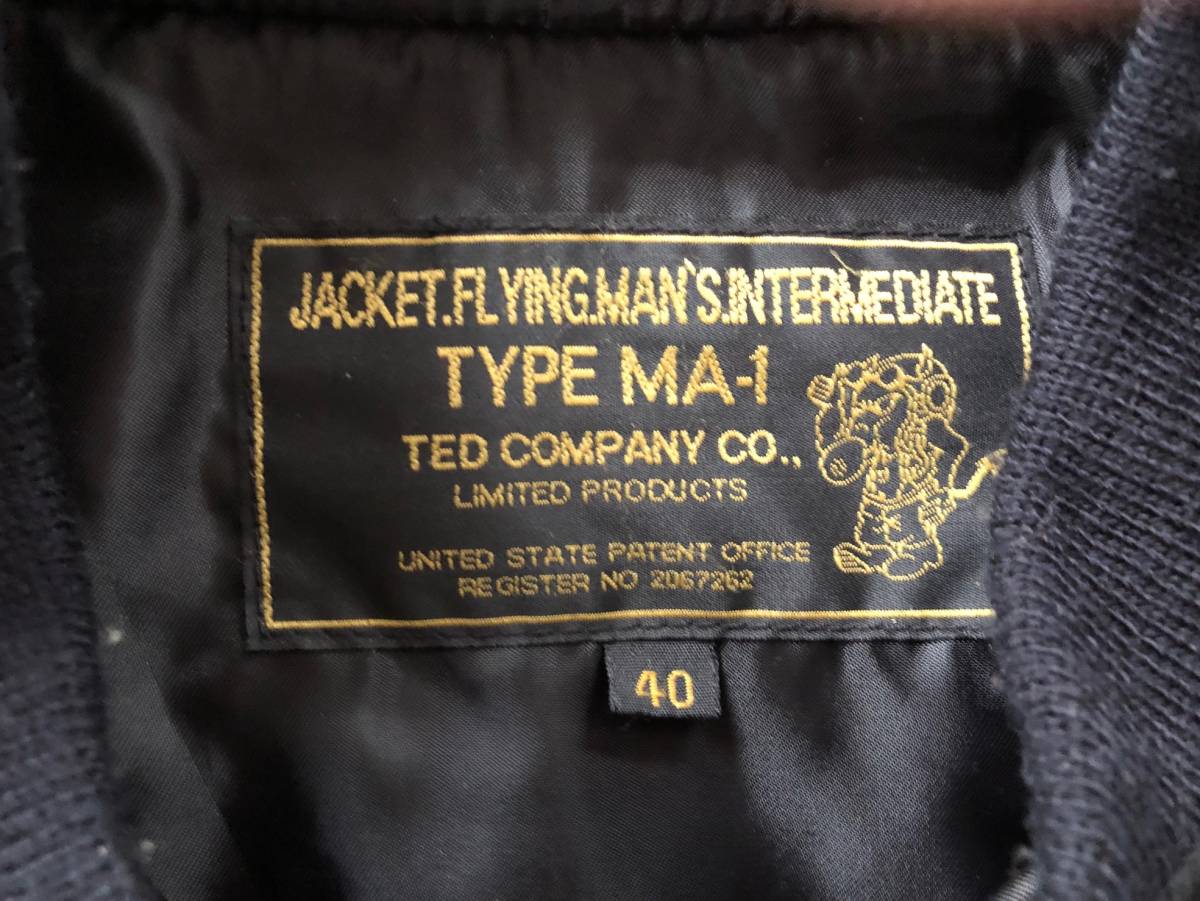 JACKET.FLYING.MAN'S.INTERMEDIATE
TYPE MA-1
TED COMPANY CO.,
LIMITED PRODUCTS
UNITED STATE PATENT OFFICE
REGISTER NO 2067262
40